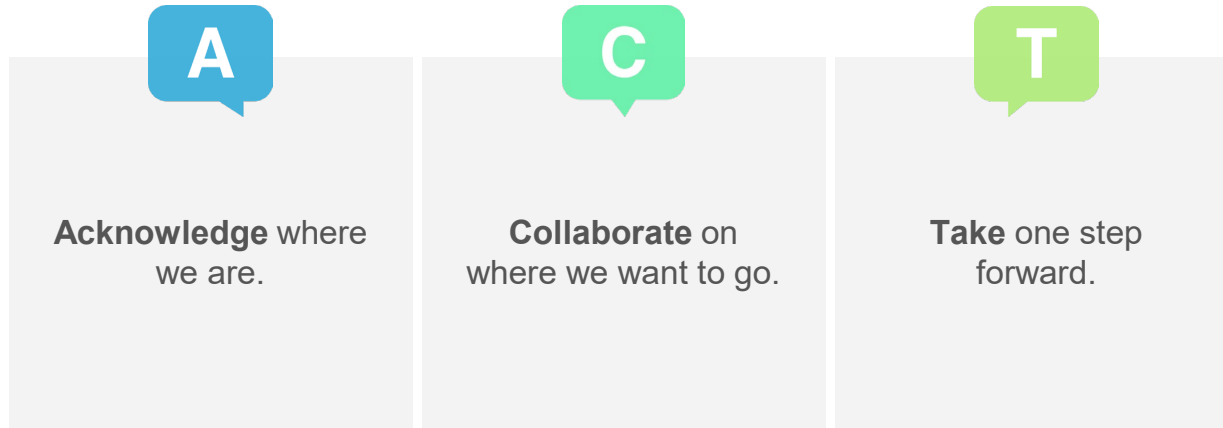 A
Acknowledge where
we are.
C
Collaborate on
where we want to go.
T
Take one step
forward.